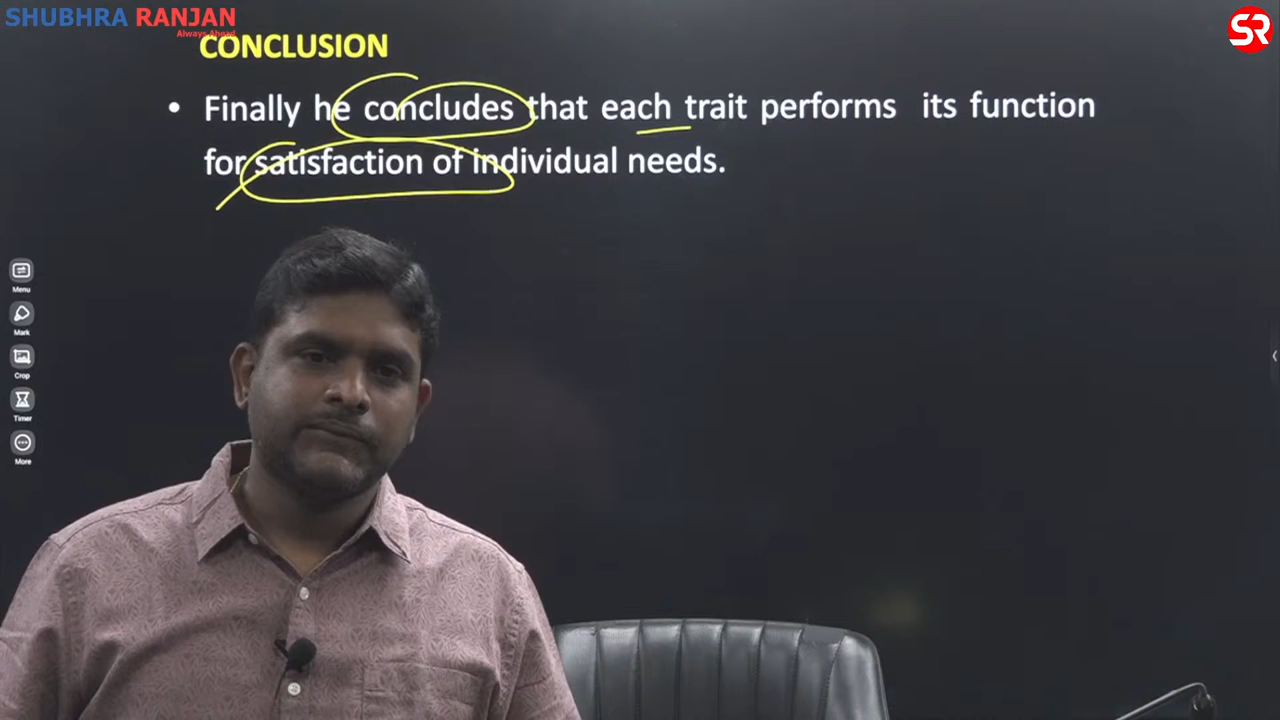 SHUBHRA RANJAN
Always Ahead
SR
CONCLUSION
• Finally he concludes that each trait performs its function
for satisfaction of individual needs.
Menu
Mark
Crop
Timer
More